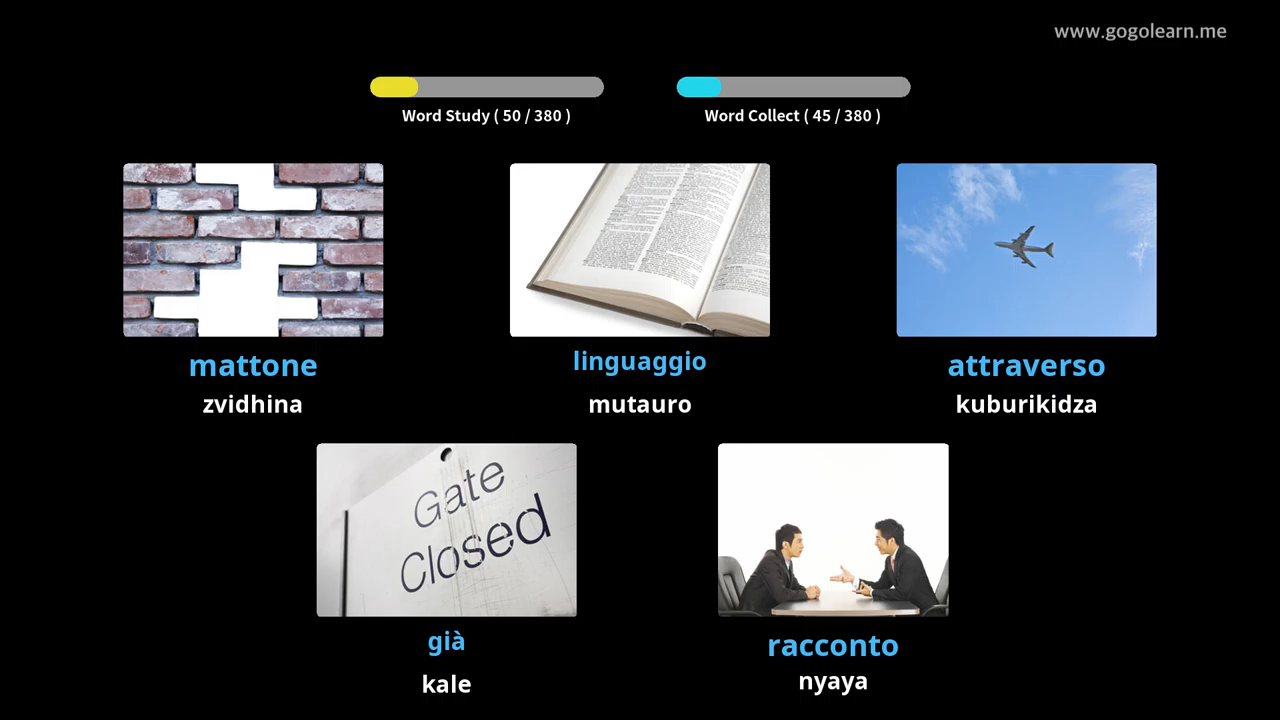 www.gogolearn.me
Word Study ( 50 / 380 )
Word Collect ( 45 / 380 )
mattone
zvidhina
linguaggio
mutauro
attraverso
kuburikidza
Gate
Closed
già
kale
racconto
nyaya